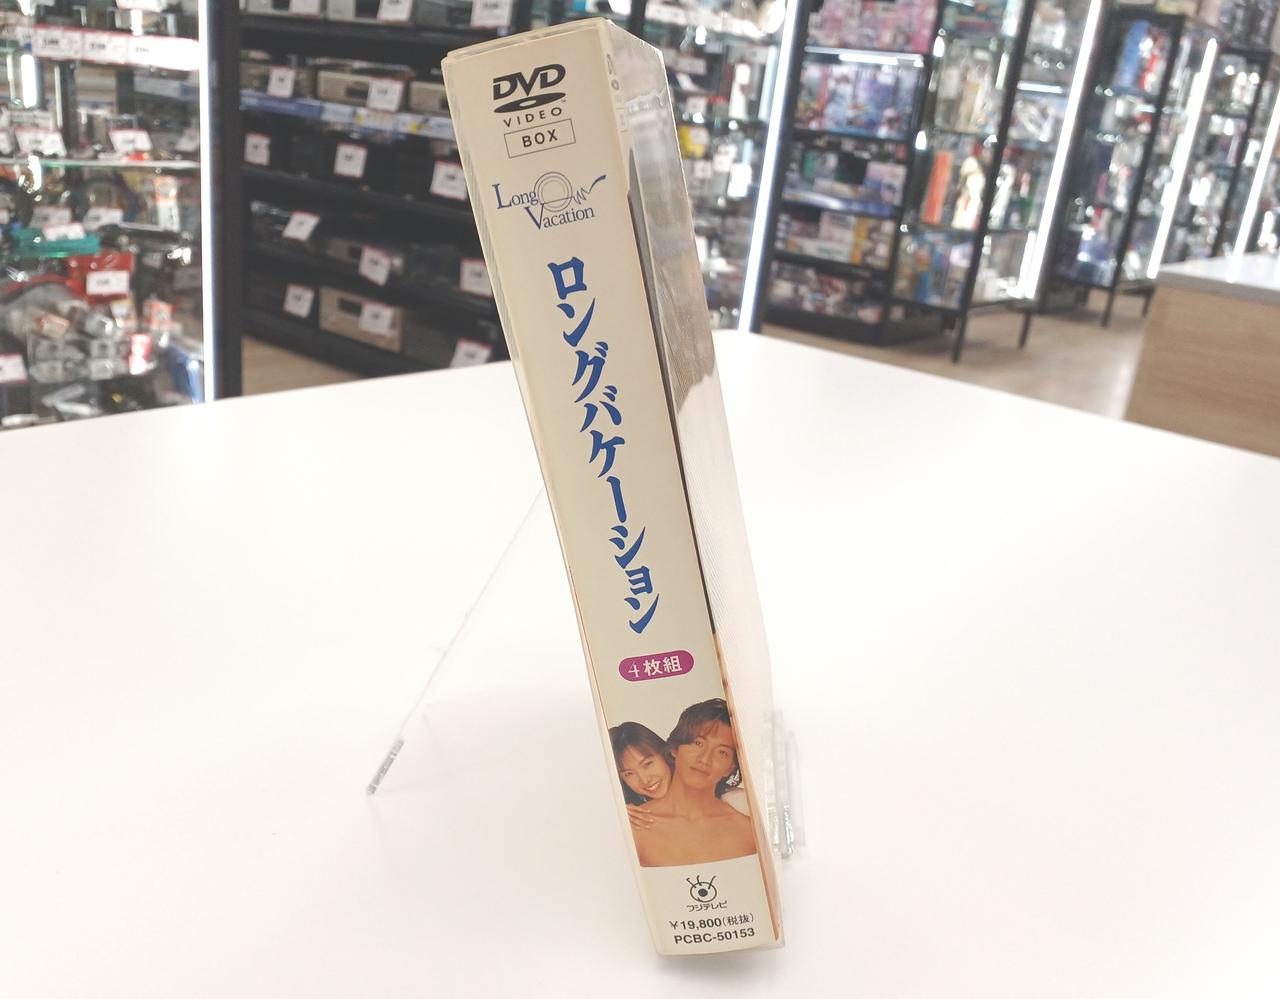 DVD
VIDEO
BOX
Long
Vacation
ロングバケーション
4枚組
フジテレビ
¥19,800(税抜)
PCBC-50153